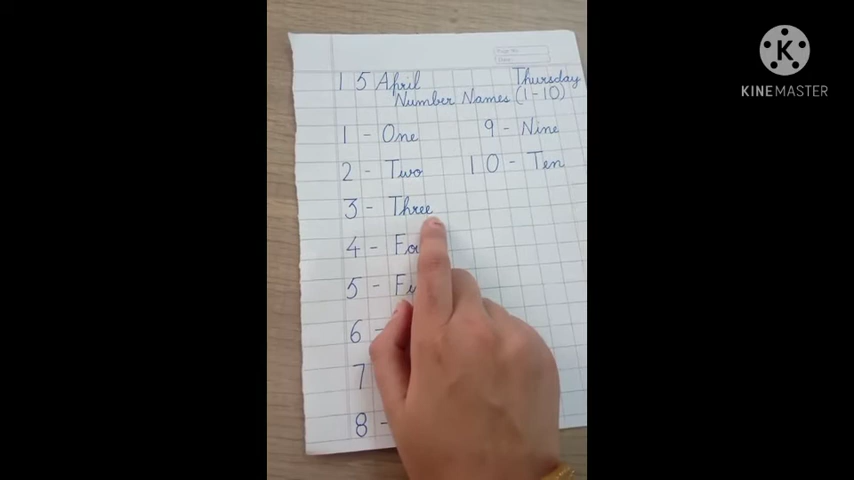 15 April Thursday
Number Names (1-10)
1 - One
2 - Two
3 - Three
4 -
5 -
6 -
7
8 -
9 - Nine
10 - Ten
KINEMASTER